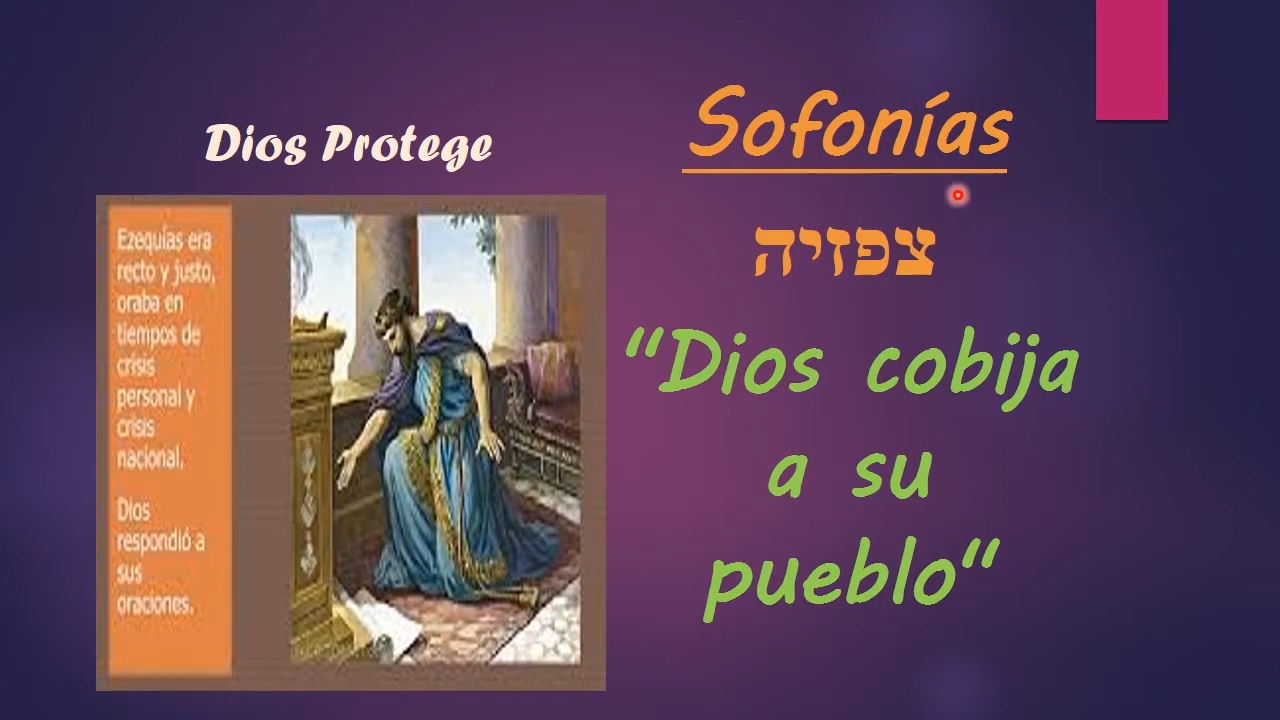 Dios Protege
Ezequías era
recto y justo,
oraba en
tiempos de
crisis
personal y
crisis
nacional.
Dios
respondió a
sus
oraciones.
Sofonías
צפזיה
“Dios cobija
a su
pueblo“